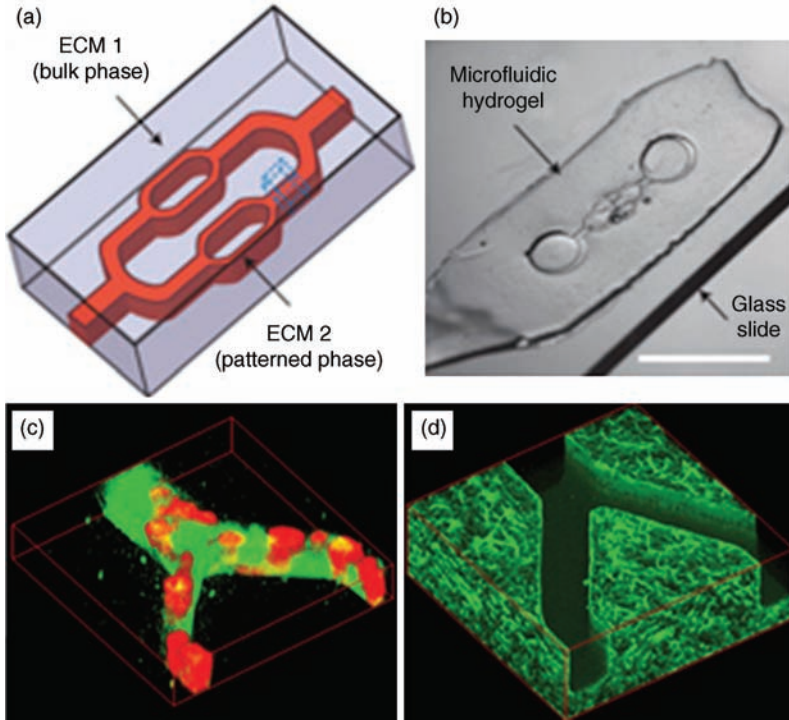 (a)
ECM 1
(bulk phase)
ECM 2
(patterned phase)
(b)
Microfluidic
hydrogel
Glass
slide
(c)
(d)